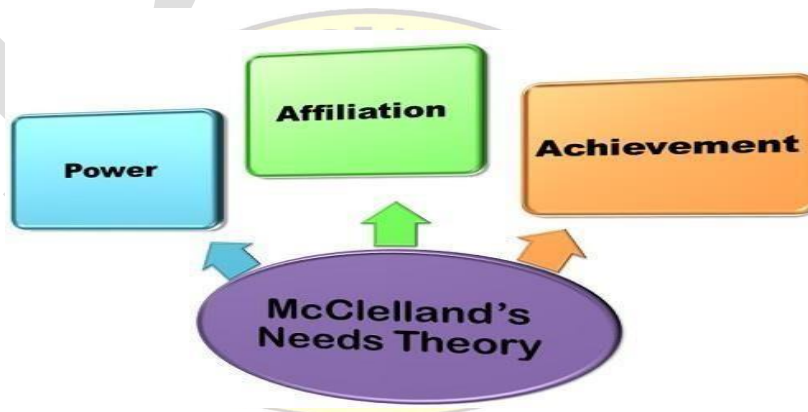 Power
Affiliation
Achievement
McClelland's
Needs Theory